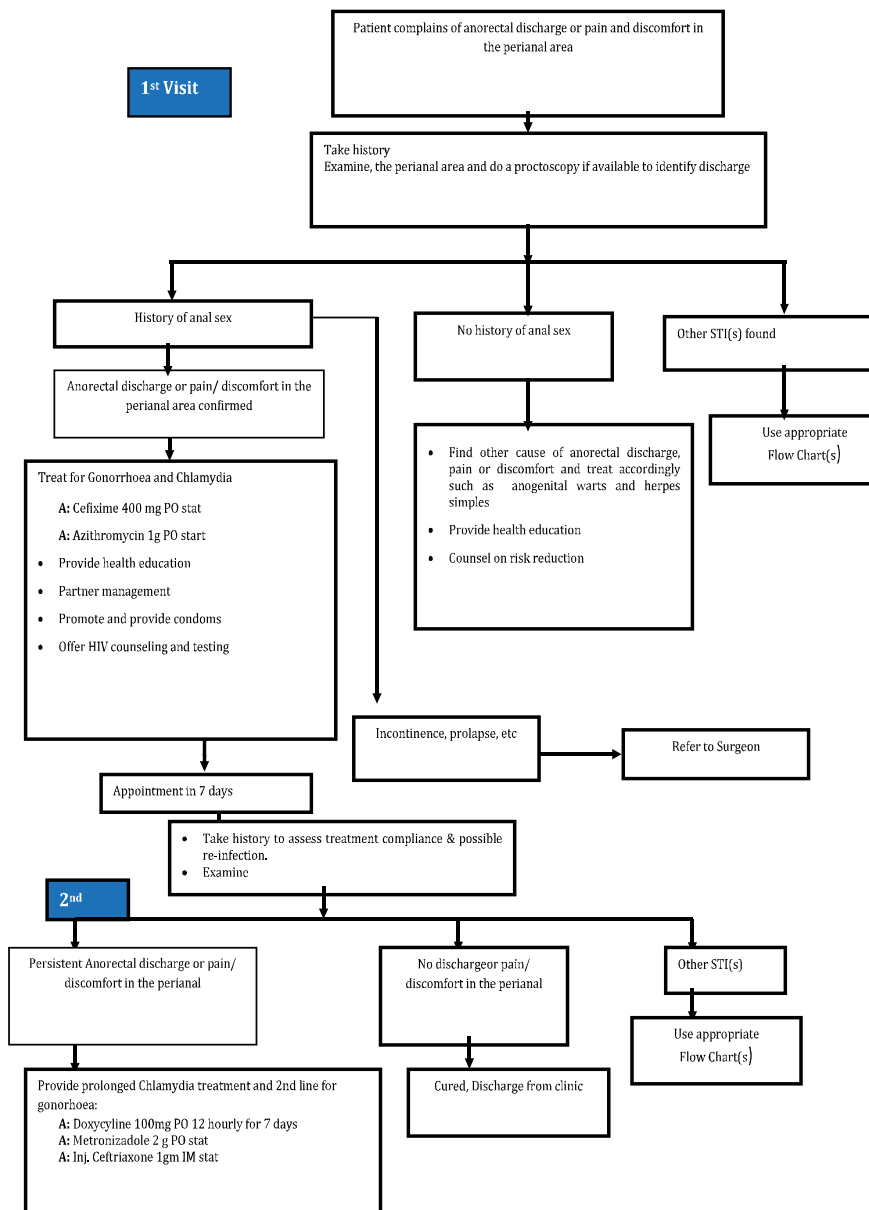 Patient complains of anorectal discharge or pain and discomfort in
the perianal area
1st Visit
Take history
Examine, the perianal area and do a proctoscopy if available to identify discharge
History of anal sex
No history of anal sex
Other STI(s) found
Anorectal discharge or pain/ discomfort in the
perianal area confirmed
Use appropriate
Flow Chart(s)
Treat for Gonorrhoea and Chlamydia
A: Cefixime 400 mg PO stat
A: Azithromycin 1g PO start
• Provide health education
• Partner management
• Promote and provide condoms
• Offer HIV counseling and testing
• Find other cause of anorectal discharge,
pain or discomfort and treat accordingly
such as anogenital warts and herpes
simples
• Provide health education
• Counsel on risk reduction
Incontinence, prolapse, etc
Refer to Surgeon
Appointment in 7 days
• Take history to assess treatment compliance & possible
re-infection.
• Examine
2nd
Persistent Anorectal discharge or pain/
discomfort in the perianal
No dischargeor pain/
discomfort in the perianal
Other STI(s)
Use appropriate
Flow Chart(s)
Cured, Discharge from clinic
Provide prolonged Chlamydia treatment and 2nd line for
gonorhoea:
A: Doxycyline 100mg PO 12 hourly for 7 days
A: Metronizadole 2 g PO stat
A: Inj. Ceftriaxone 1gm IM stat